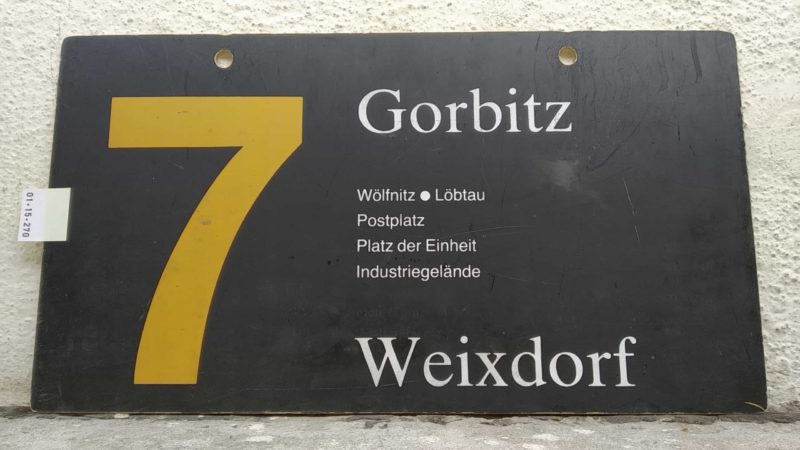 01-15-270
7
Gorbitz
Wölfnitz ● Löbtau
Postplatz
Platz der Einheit
Industriegelände
Weixdorf